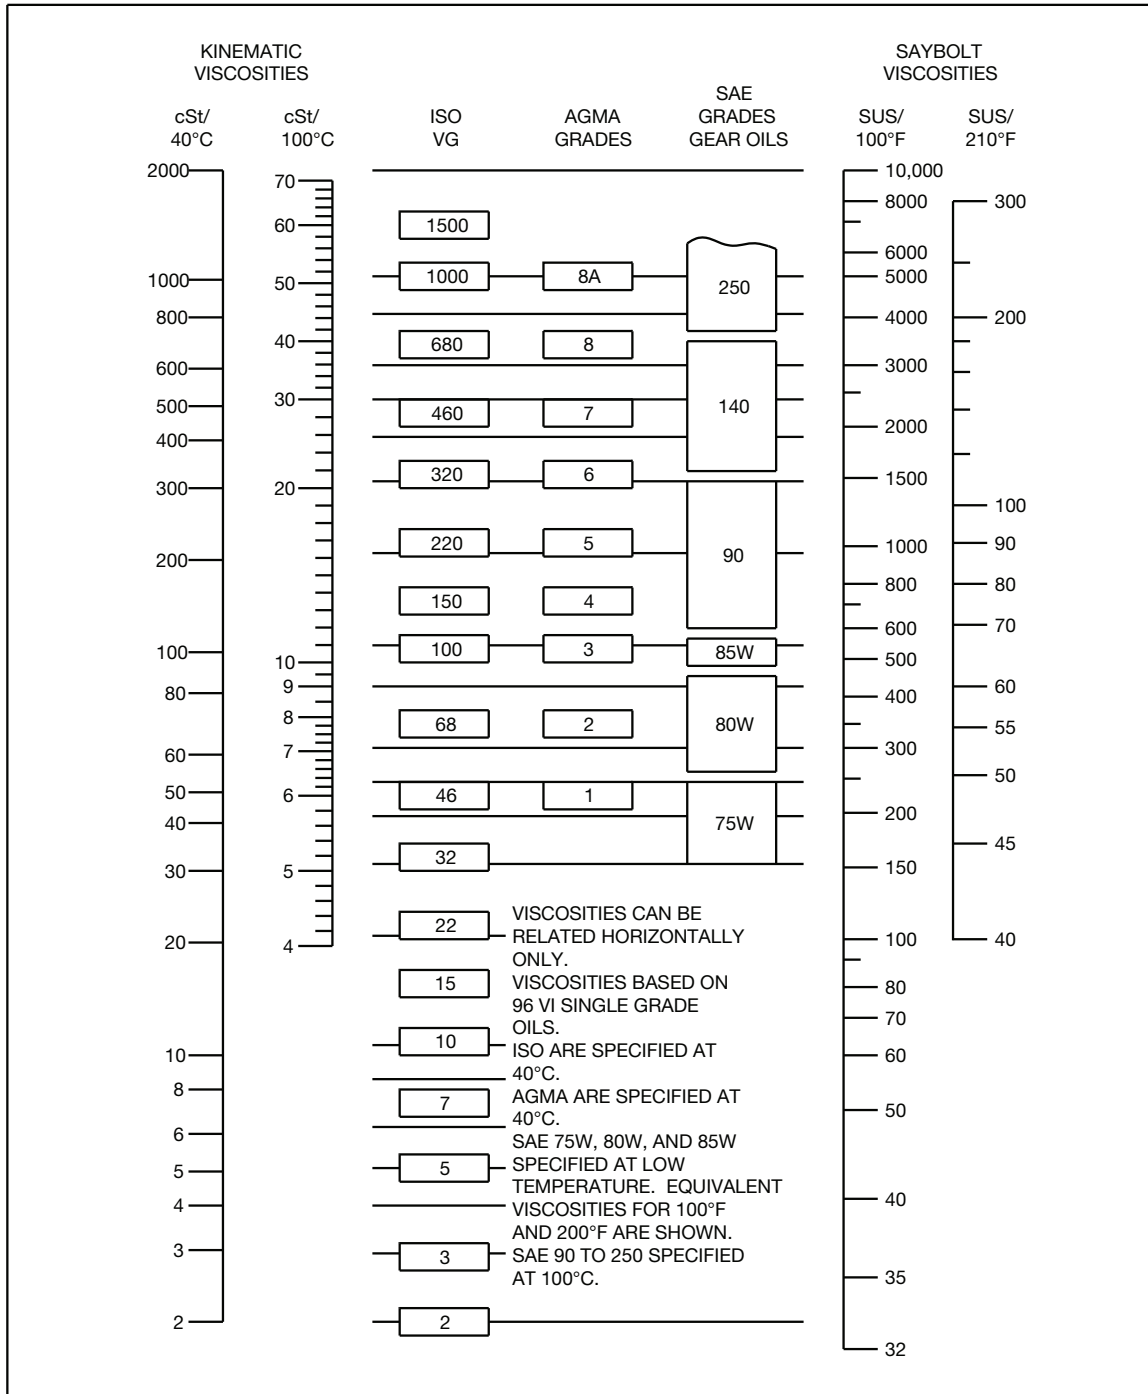 KINEMATIC
VISCOSITIES
SAYBOLT
VISCOSITIES
cSt/
40°C
cSt/
100°C
ISO
VG
AGMA
GRADES
SAE
GRADES
GEAR OILS
SUS/
100°F
SUS/
210°F
2000
1000
800
600
500
400
300
200
100
80
60
50
40
30
20
10
8
6
5
4
3
2
70
60
50
40
30
20
10
9
8
7
6
5
4
1500
1000
680
460
320
220
150
100
68
46
32
22
15
10
7
5
3
2
8A
8
7
6
5
4
3
2
1
250
140
90
85W
80W
75W
VISCOSITIES CAN BE
RELATED HORIZONTALLY
ONLY.
VISCOSITIES BASED ON
96 VI SINGLE GRADE
OILS.
ISO ARE SPECIFIED AT
40°C.
AGMA ARE SPECIFIED AT
40°C.
SAE 75W, 80W, AND 85W
SPECIFIED AT LOW
TEMPERATURE. EQUIVALENT
VISCOSITIES FOR 100°F
AND 200°F ARE SHOWN.
SAE 90 TO 250 SPECIFIED
AT 100°C.
10,000
8000
6000
5000
4000
3000
2000
1500
1000
800
600
500
400
300
200
150
100
80
70
60
50
40
35
32
300
200
100
90
80
70
60
55
50
45
40